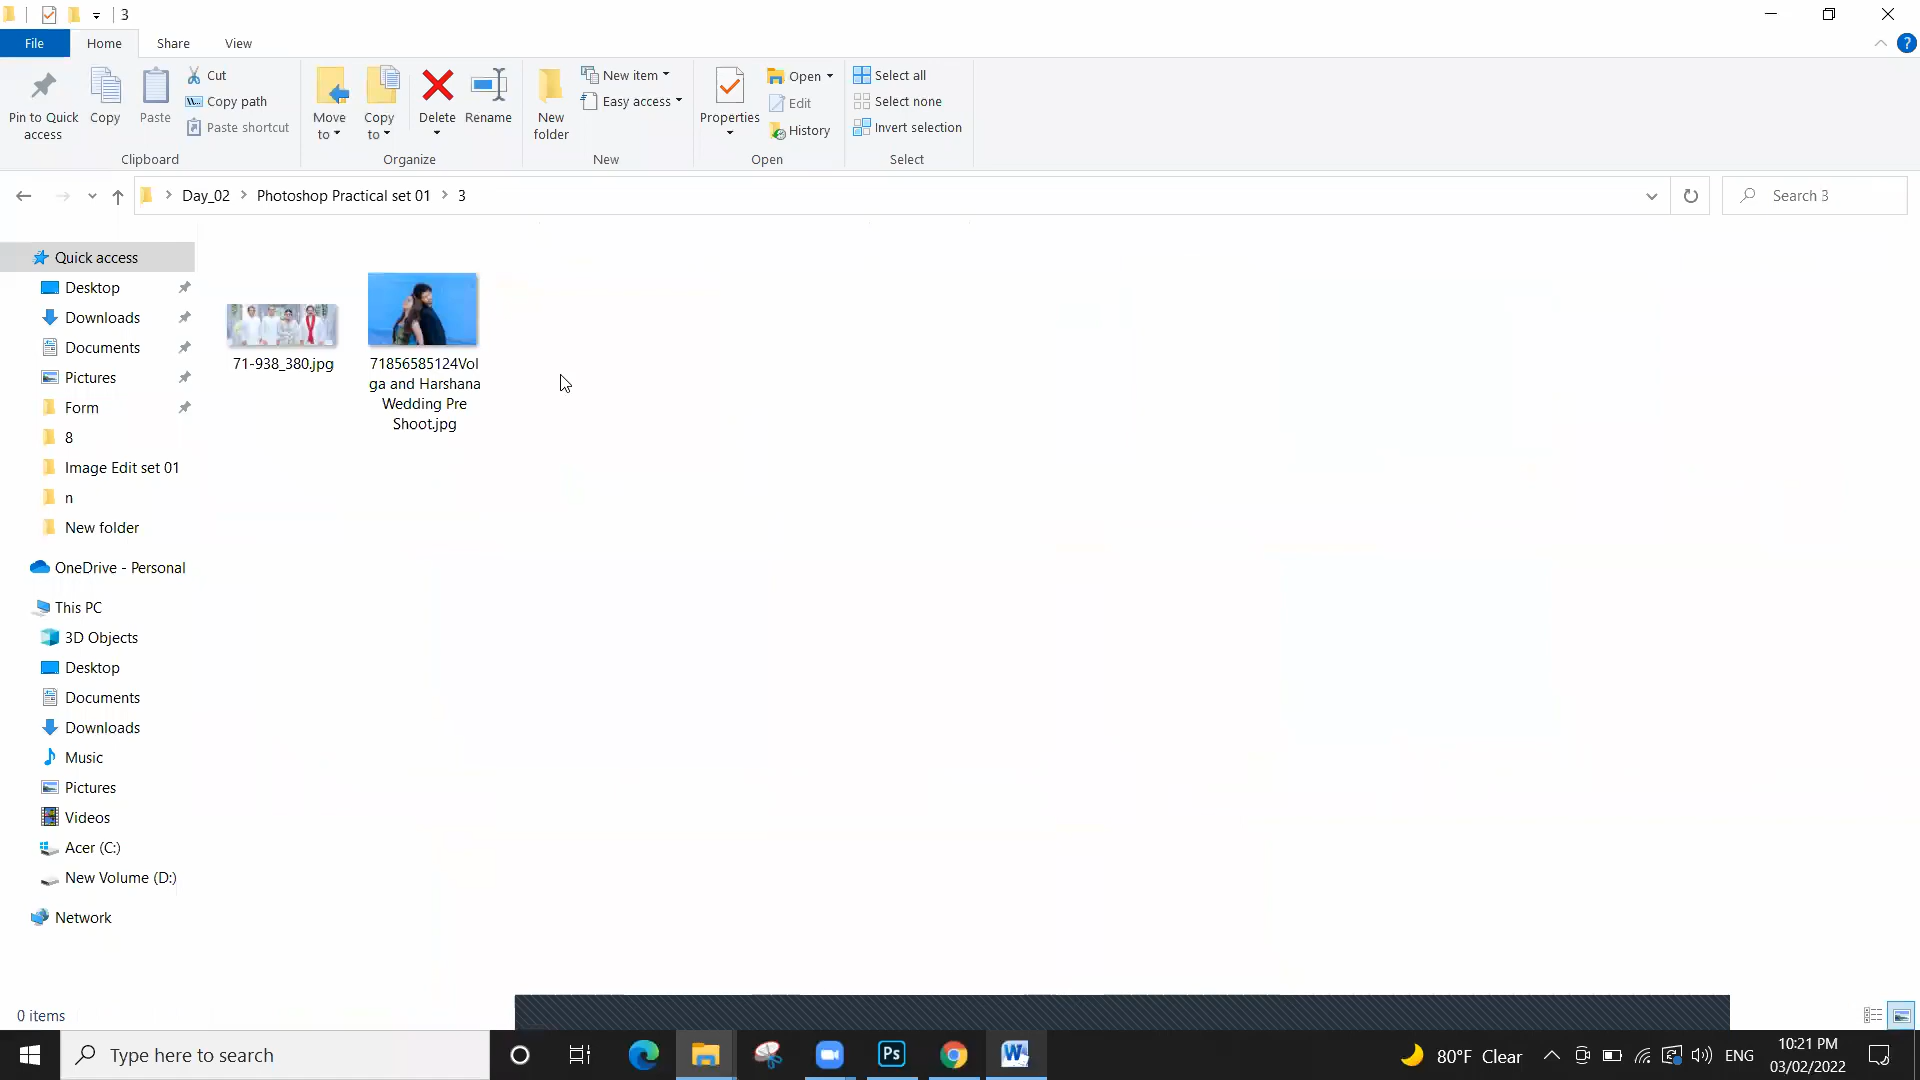 3
File
Home
Share
View
?
Pin to Quick
access
Copy
Paste
Cut
Copy path
Paste shortcut
Clipboard
Move
to
Copy
to
Delete
Rename
Organize
New
folder
New item
Easy access
New
Properties
Open
Edit
History
Open
Select all
Select none
Invert selection
Select
Day_02
Photoshop Practical set 01
3
Search 3
Quick access
Desktop
Downloads
Documents
Pictures
Form
8
Image Edit set 01
n
New folder
OneDrive - Personal
This PC
3D Objects
Desktop
Documents
Downloads
Music
Pictures
Videos
Acer (C:)
New Volume (D:)
Network
71-938_380.jpg
71856585124Vol
ga and Harshana
Wedding Pre
Shoot.jpg
0 items
Type here to search
Ps
W
80°F Clear
ENG
10:21 PM
03/02/2022